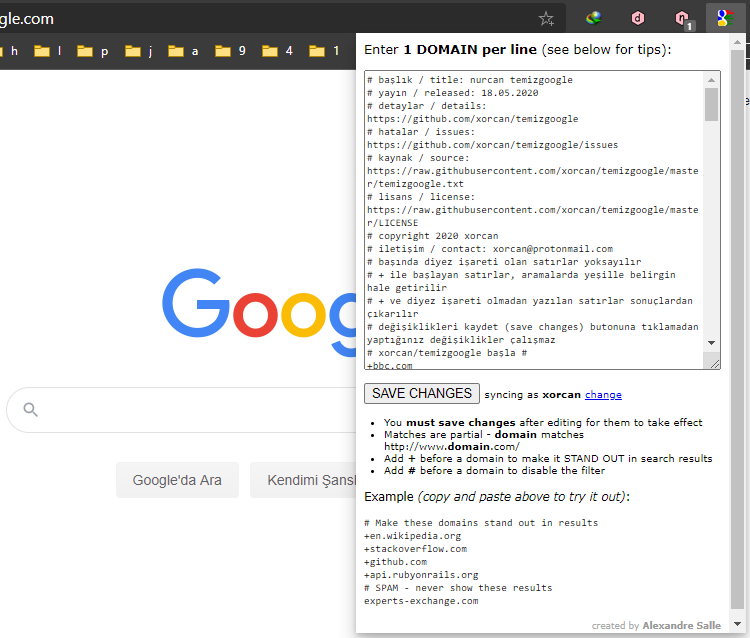 gle.com
h l p j a 9 4 1
1
Enter 1 DOMAIN per line (see below for tips):
# başlık / title: nurcan temizgoogle
# yayın / released: 18.05.2020
# detaylar / details:
https://github.com/xorcan/temizgoogle
# hatalar / issues:
https://github.com/xorcan/temizgoogle/issues
# kaynak / source:
https://raw.githubusercontent.com/xorcan/temizgoogle/maste
r/temizgoogle.txt
# lisans / license:
https://raw.githubusercontent.com/xorcan/temizgoogle/maste
r/LICENSE
# copyright 2020 xorcan
# iletişim / contact: xorcan@protonmail.com
# başında diyez işareti olan satırlar yoksayılır
# + ile başlayan satırlar, aramalarda yeşille belirgin
hale getirilir
# + ve diyez işareti olmadan yazılan satırlar sonuçlardan
çıkarılır
# değişiklikleri kaydet (save changes) butonuna tıklamadan
yaptığınız değişiklikler çalışmaz
# xorcan/temizgoogle başla #
+bbc.com
Goog
SAVE CHANGES syncing as xorcan change
• You must save changes after editing for them to take effect
• Matches are partial - domain matches
http://www.domain.com/
• Add + before a domain to make it STAND OUT in search results
• Add # before a domain to disable the filter
Google'da Ara
Kendimi Şansl
Example (copy and paste above to try it out):
# Make these domains stand out in results
+en.wikipedia.org
+stackoverflow.com
+github.com
+api.rubyonrails.org
# SPAM - never show these results
experts-exchange.com
created by Alexandre Salle